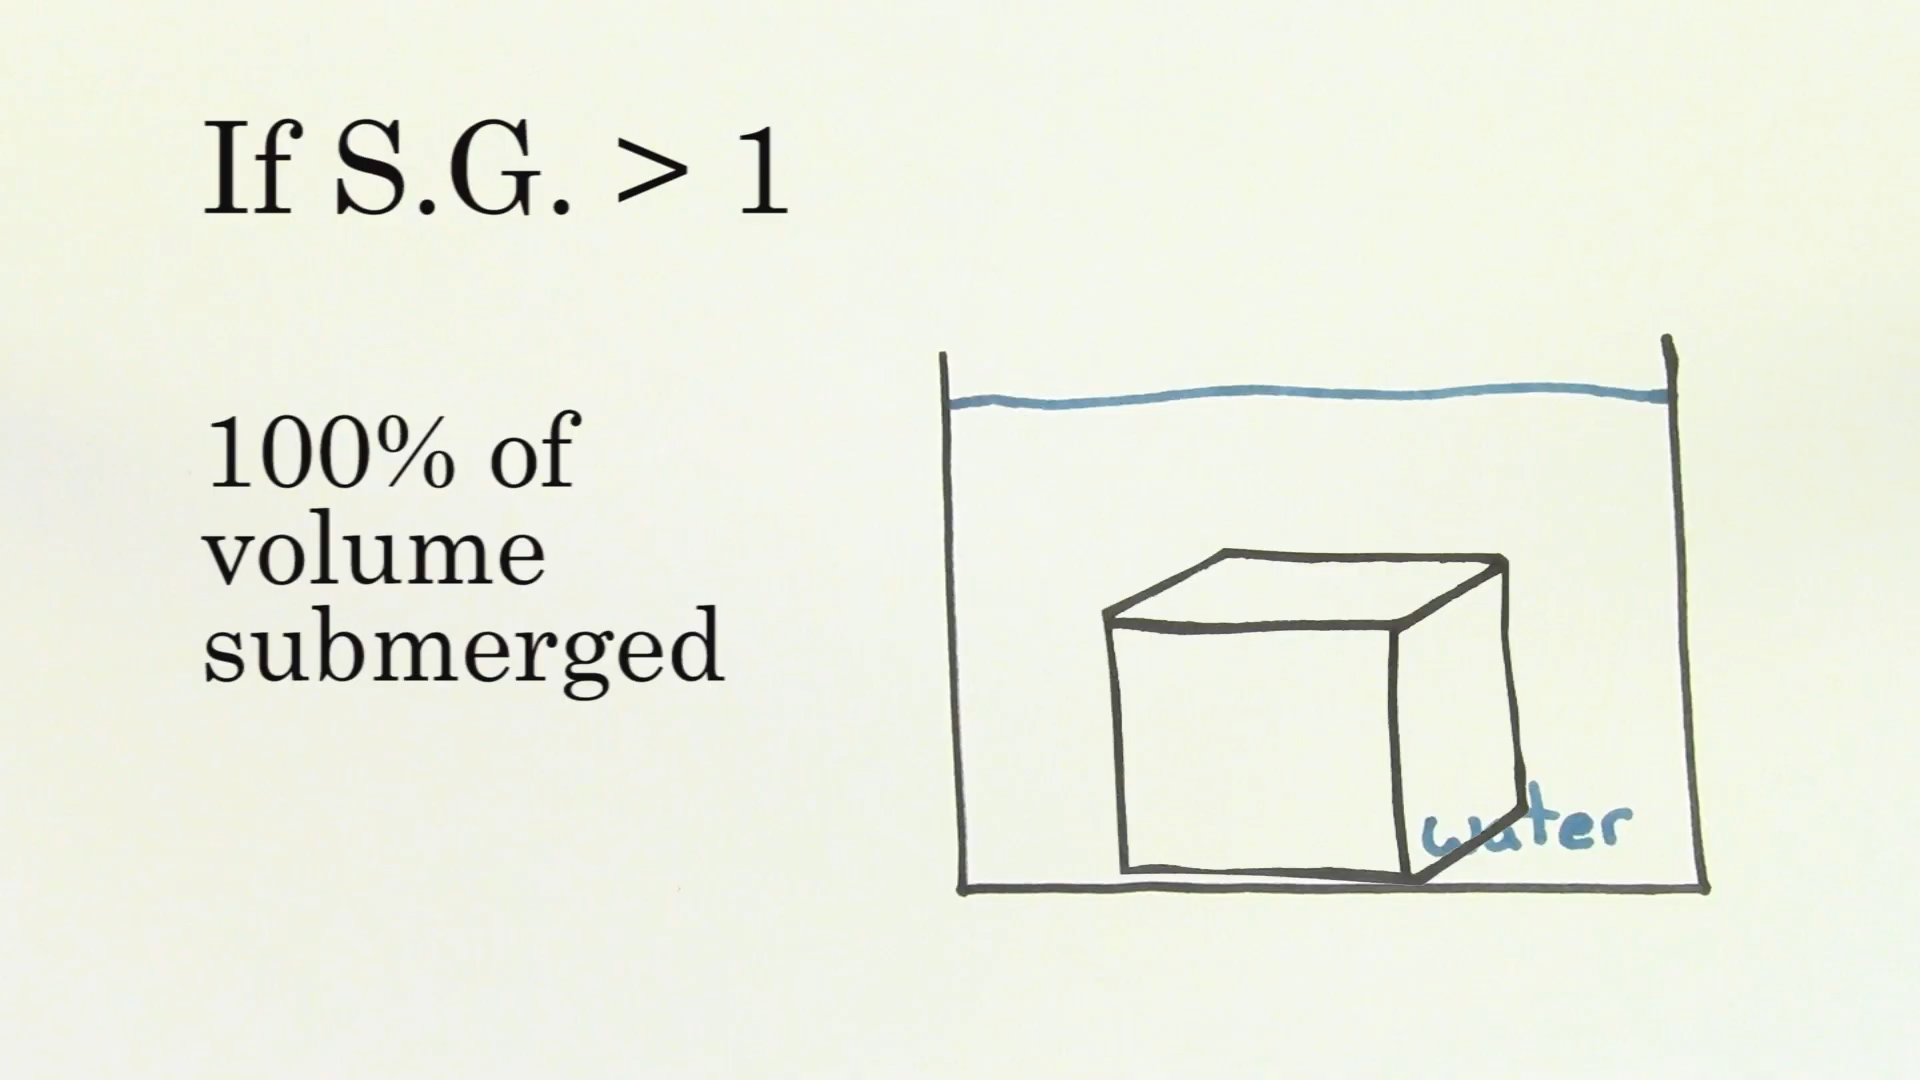 If S.G. > 1
100% of
volume
submerged
water